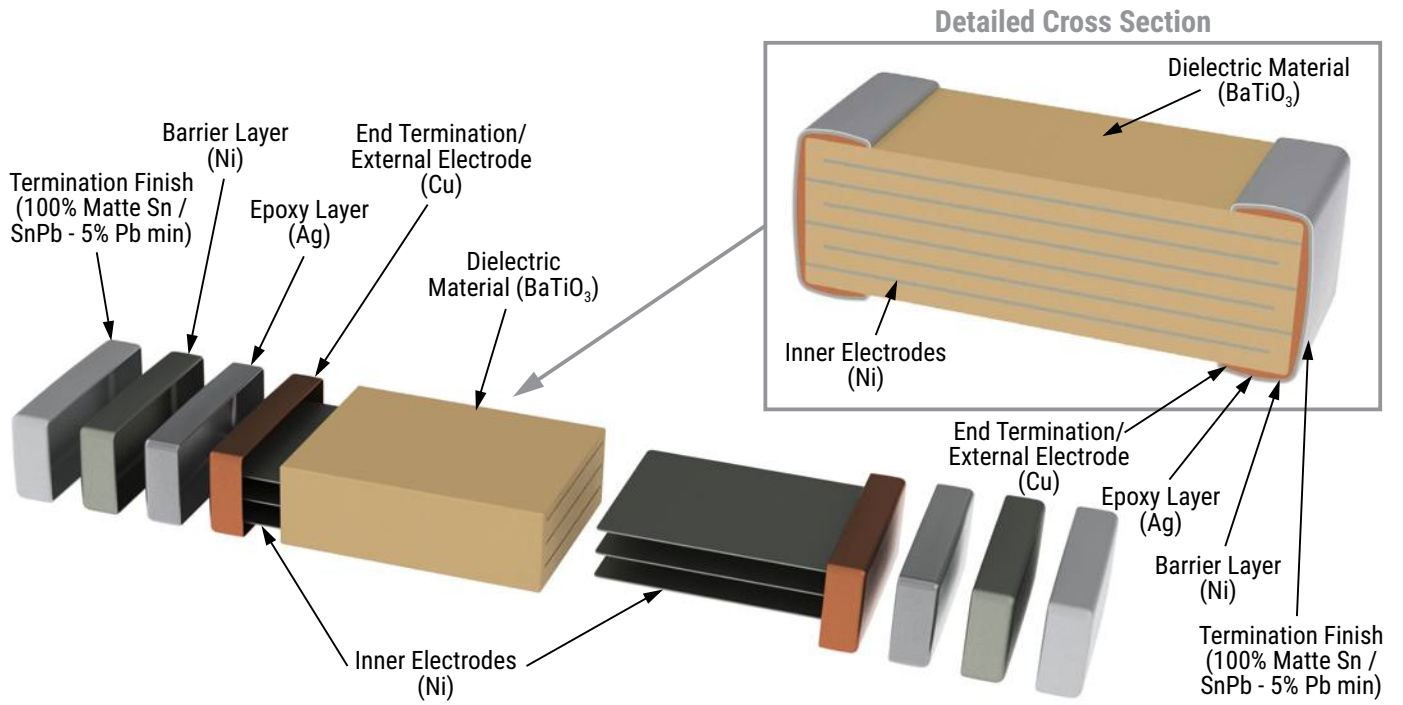 Detailed Cross Section
Dielectric Material
(BaTiO₃)
Inner Electrodes
(Ni)
Barrier Layer
(Ni)
End Termination/
External Electrode
(Cu)
Termination Finish
(100% Matte Sn /
SnPb - 5% Pb min)
Epoxy Layer
(Ag)
Dielectric
Material (BaTiO₃)
End Termination/
External Electrode
(Cu)
Epoxy Layer
(Ag)
Barrier Layer
(Ni)
Termination Finish
(100% Matte Sn /
SnPb - 5% Pb min)
Inner Electrodes
(Ni)